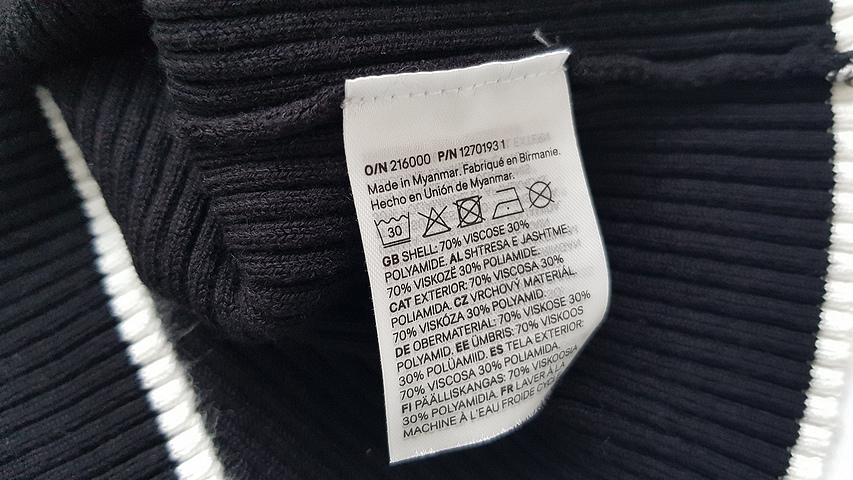 O/N 216000 P/N 1270193 1
Made in Myanmar. Fabriqué en Birmanie.
Hecho en Unión de Myanmar.
30
GB SHELL: 70% VISCOSE 30%
POLYAMIDE. AL SHTRESA E JASHTME:
70% VISKOZË 30% POLIAMIDE.
CAT EXTERIOR: 70% VISCOSA 30%
POLIAMIDA. CZ VRCHOVÝ MATERIÁL:
70% VISKÓZA 30% POLYAMID.
DE OBERMATERIAL: 70% VISKOSE 30%
POLYAMID. EE ÜMBRIS: 70% VISKOOS
30% POLÜAMIID. ES TELA EXTERIOR:
70% VISCOSA 30% POLIAMIDA.
FI PÄÄLLISKANGAS: 70% VISKOOSIA
30% POLYAMIDIA. FR LAVER À LA
MACHINE À L'EAU FROIDE